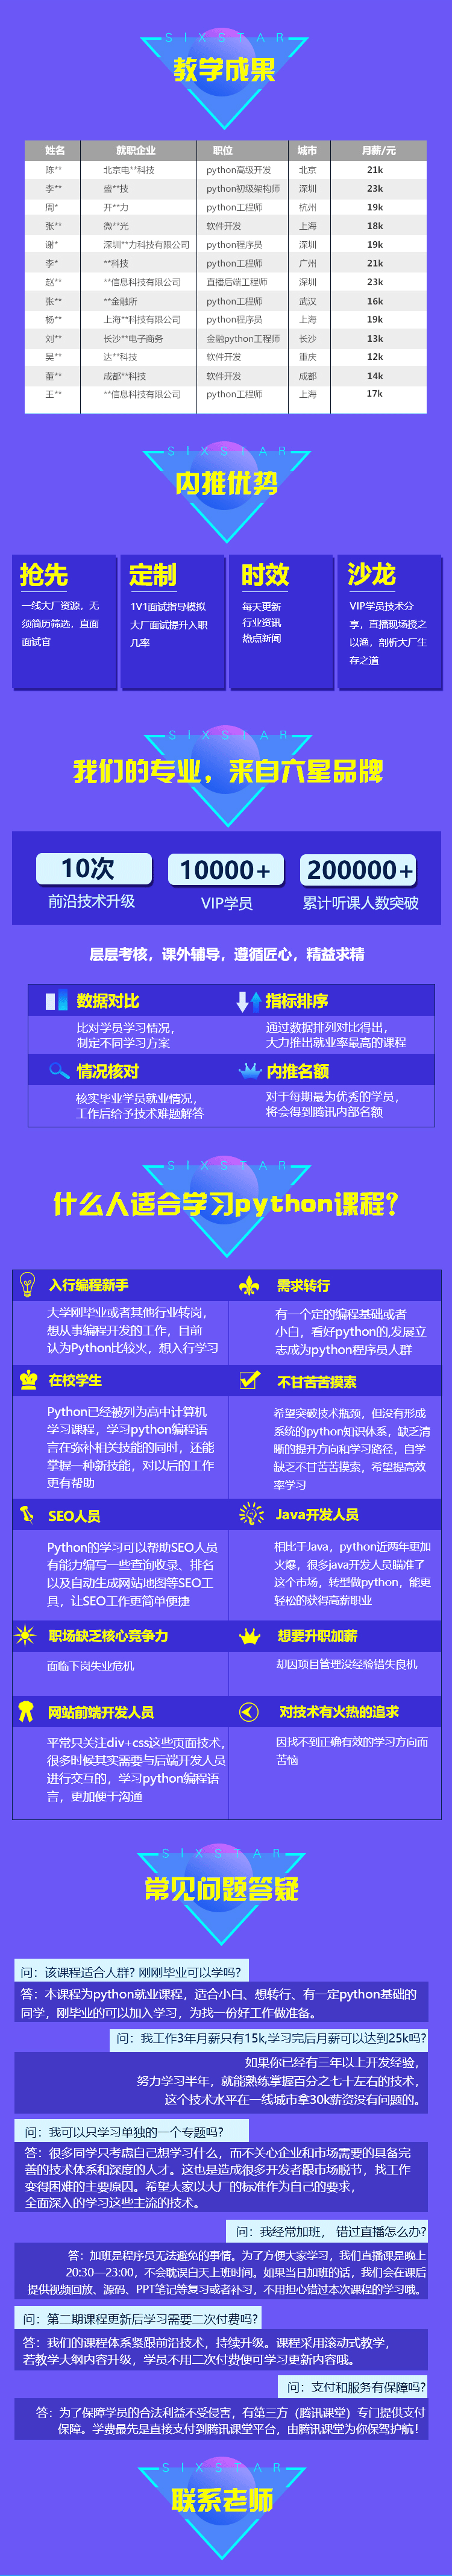 SIXSTAR
教学成果
姓名 就职企业 职位 城市 月薪/元
陈** 北京电**科技 python高级开发 北京 21k
李** 盛**技 python初级架构师 深圳 23k
周* 开**力 python工程师 杭州 19k
张** 微**光 软件开发 上海 18k
谢* 深圳**力科技有限公司 python程序员 深圳 19k
李* **科技 python工程师 广州 21k
赵** **信息科技有限公司 直播后端工程师 深圳 23k
张** **金融所 python工程师 武汉 16k
杨** 上海**科技有限公司 python程序员 上海 19k
刘** 长沙**电子商务 金融python工程师 长沙 13k
吴** 达**科技 软件开发 重庆 12k
董** 成都**科技 软件开发 成都 14k
王** **信息科技有限公司 python工程师 上海 17k
SIXSTAR
内推优势
抢先
一线大厂资源，无
须简历筛选，直面
面试官
定制
1V1面试指导模拟
大厂面试提升入职
几率
时效
每天更新
行业资讯
热点新闻
沙龙
VIP学员技术分
享，直播现场授之
以渔，剖析大厂生
存之道
SIXSTAR
我们的专业，来自六星品牌
10次
前沿技术升级
10000+
VIP学员
200000+
累计听课人数突破
层层考核，课外辅导，遵循匠心，精益求精
数据对比
比对学员学习情况，
制定不同学习方案
指标排序
通过数据排列对比得出，
大力推出就业率最高的课程
情况核对
核实毕业学员就业情况，
工作后给予技术难题解答
内推名额
对于每期最为优秀的学员，
将会得到腾讯内部名额
SIXSTAR
什么人适合学习python课程？
入行编程新手
大学刚毕业或者其他行业转岗，
想从事编程开发的工作，目前
认为Python比较火，想入行学习
需求转行
有一个定的编程基础或者
小白，看好python的,发展立
志成为python程序员人群
在校学生
Python已经被列为高中计算机
学习课程，学习python编程语
言在弥补相关技能的同时，还能
掌握一种新技能，对以后的工作
更有帮助
不甘苦苦摸索
希望突破技术瓶颈，但没有形成
系统的python知识体系，缺乏清
晰的提升方向和学习路径，自学
缺乏不甘苦苦摸索，希望提高效
率学习
SEO人员
Python的学习可以帮助SEO人员
有能力编写一些查询收录、排名
以及自动生成网站地图等SEO工
具，让SEO工作更简单便捷
Java开发人员
相比于Java，python近两年更加
火爆，很多java开发人员瞄准了
这个市场，转型做python，能更
轻松的获得高薪职业
职场缺乏核心竞争力
面临下岗失业危机
想要升职加薪
却因项目管理没经验错失良机
网站前端开发人员
平常只关注div+css这些页面技术，
很多时候其实需要与后端开发人员
进行交互的，学习python编程语
言，更加便于沟通
对技术有火热的追求
因找不到正确有效的学习方向而
苦恼
SIXSTAR
常见问题答疑
问：该课程适合人群? 刚刚毕业可以学吗?
答：本课程为python就业课程，适合小白、想转行、有一定python基础的
同学，刚毕业的可以加入学习，为找一份好工作做准备。
问：我工作3年月薪只有15k,学习完后月薪可以达到25k吗?
如果你已经有三年以上开发经验，
努力学习半年，就能熟练掌握百分之七十左右的技术，
这个技术水平在一线城市拿30k薪资没有问题的。
问：我可以只学习单独的一个专题吗?
答：很多同学只考虑自己想学习什么，而不关心企业和市场需要的具备完
善的技术体系和深度的人才。这也是造成很多开发者跟市场脱节，找工作
变得困难的主要原因。希望大家以大厂的标准作为自己的要求，
全面深入的学习这些主流的技术。
问：我经常加班， 错过直播怎么办?
答：加班是程序员无法避免的事情。为了方便大家学习，我们直播课是晚上
20:30—23:00，不会耽误白天上班时间。如果当日加班的话，我们会在课后
提供视频回放、源码、PPT笔记等复习或者补习，不用担心错过本次课程的学习哦。
问：第二期课程更新后学习需要二次付费吗?
答：我们的课程体系紧跟前沿技术，持续升级。课程采用滚动式教学，
若教学大纲内容升级，学员不用二次付费便可学习更新内容哦。
问：支付和服务有保障吗?
答：为了保障学员的合法利益不受侵害，有第三方（腾讯课堂）专门提供支付
保障。学费最先是直接支付到腾讯课堂平台，由腾讯课堂为你保驾护航！
SIXSTAR
联系老师